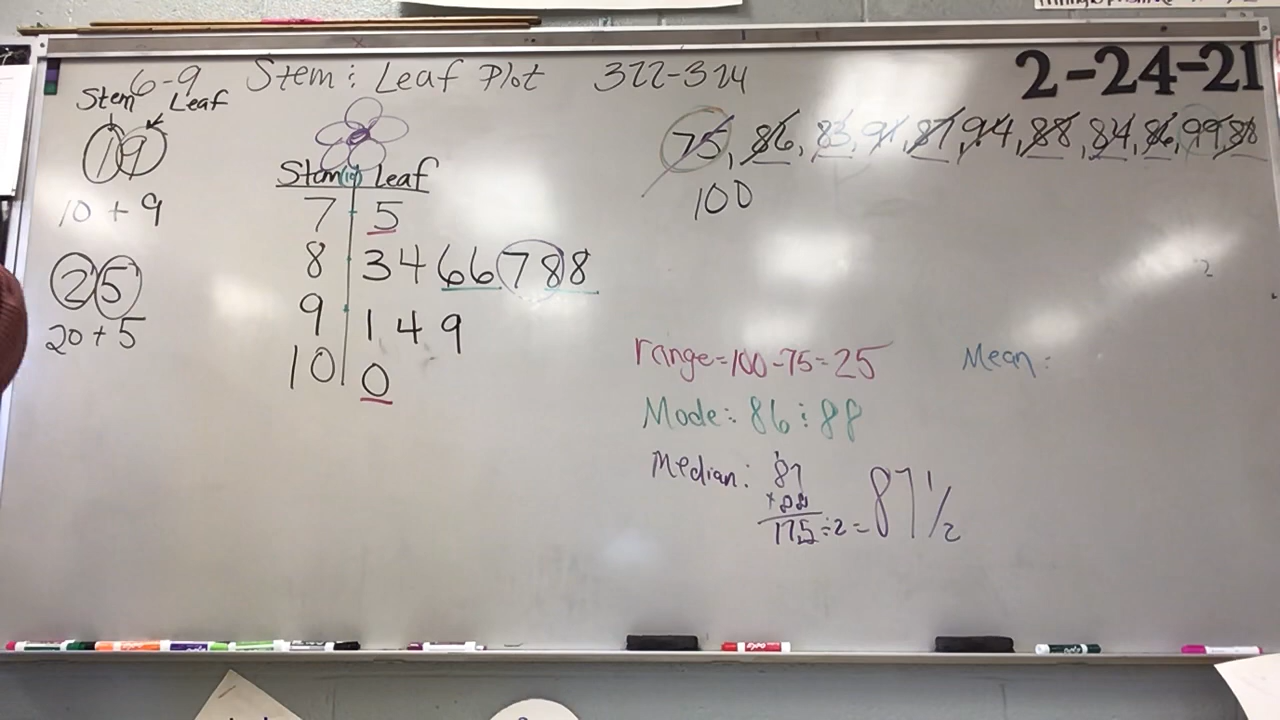 6-9 Stem : Leaf Plot 322-324
2-24-21
Stem Leaf
19
10 + 9
25
20 + 5
Stem Leaf
7 5
8 3 4 6 6 7 8 8
9 1 4 9
10 0
75, 86, 83, 91, 87, 94, 88, 84, 86, 99, 88
100
range = 100 - 75 = 25
Mean:
Mode: 86 : 88
Median: 87
+ 88
175 ÷ 2 = 87 1/2